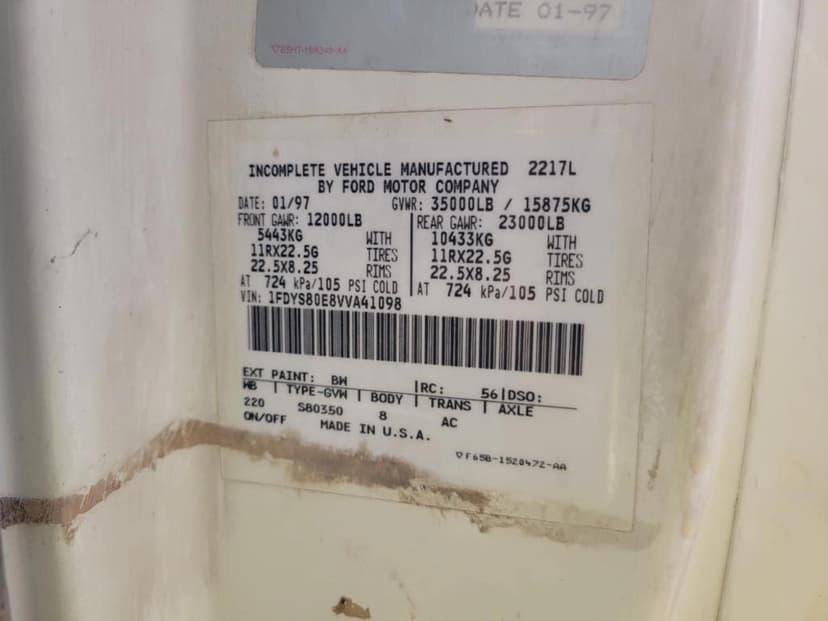 DATE 01-97
INCOMPLETE VEHICLE MANUFACTURED 2217L
BY FORD MOTOR COMPANY
DATE: 01/97 GVWR: 35000LB / 15875KG
FRONT GAWR: 12000LB REAR GAWR: 23000LB
5443KG WITH 10433KG WITH
11RX22.5G TIRES 11RX22.5G TIRES
22.5X8.25 RIMS 22.5X8.25 RIMS
AT 724 kPa/105 PSI COLD AT 724 kPa/105 PSI COLD
VIN: 1FDYS80E8VVA41098
EXT PAINT: BW RC: 56 DSO:
WB TYPE-GVW BODY TRANS AXLE
220 S80350 8 AC
ON/OFF MADE IN U.S.A.
F65B-1520472-AA